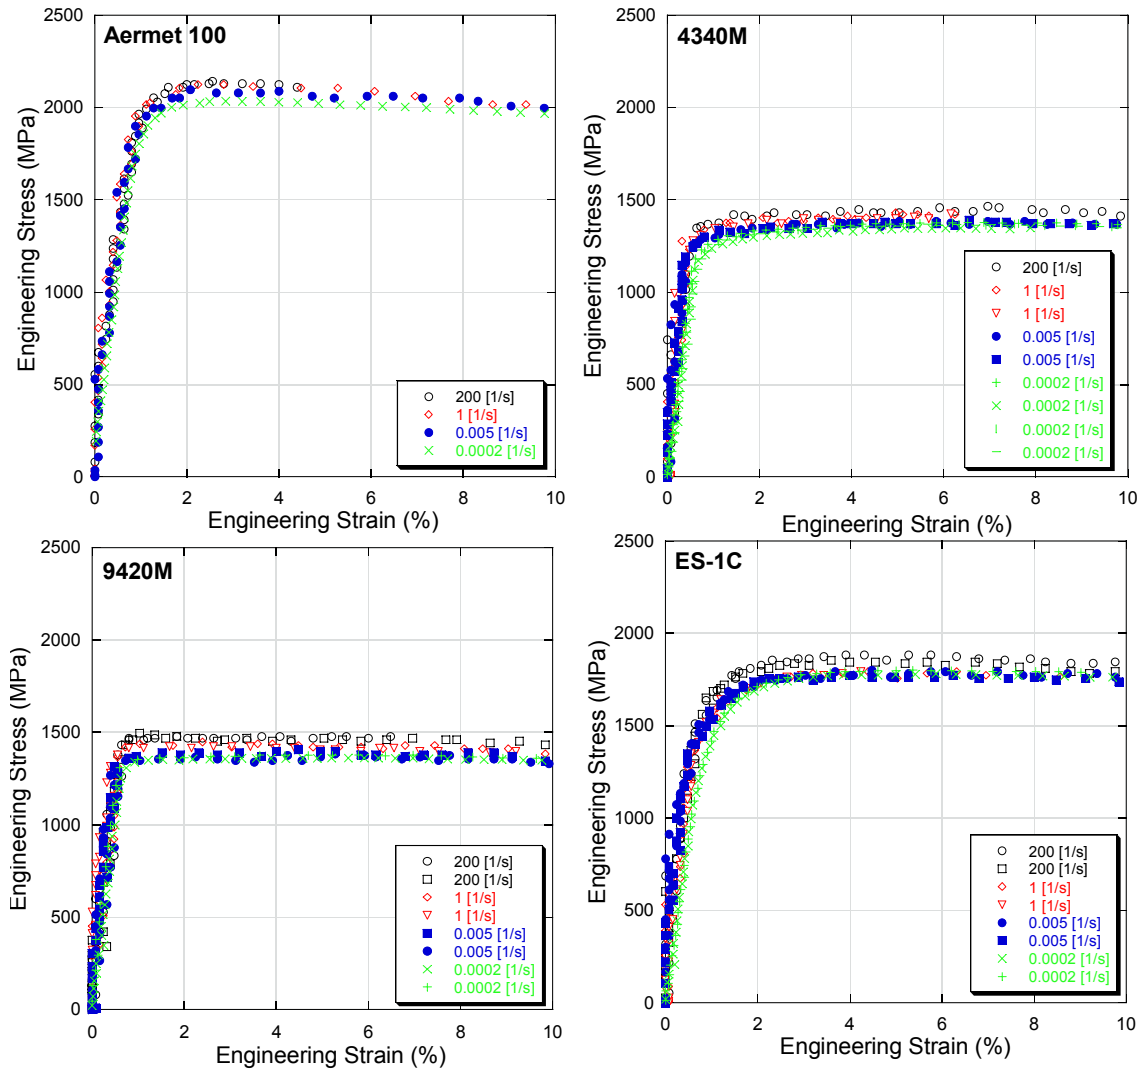 Aermet 100
Engineering Stress (MPa)
2500
2000
1500
1000
500
0
0 2 4 6 8 10
Engineering Strain (%)
200 [1/s]
1 [1/s]
0.005 [1/s]
0.0002 [1/s]
4340M
Engineering Stress (MPa)
2500
2000
1500
1000
500
0
0 2 4 6 8 10
Engineering Strain (%)
200 [1/s]
1 [1/s]
1 [1/s]
0.005 [1/s]
0.005 [1/s]
0.0002 [1/s]
0.0002 [1/s]
0.0002 [1/s]
0.0002 [1/s]
9420M
Engineering Stress (MPa)
2500
2000
1500
1000
500
0
0 2 4 6 8 10
Engineering Strain (%)
200 [1/s]
200 [1/s]
1 [1/s]
1 [1/s]
0.005 [1/s]
0.005 [1/s]
0.0002 [1/s]
0.0002 [1/s]
ES-1C
Engineering Stress (MPa)
2500
2000
1500
1000
500
0
0 2 4 6 8 10
Engineering Strain (%)
200 [1/s]
200 [1/s]
1 [1/s]
1 [1/s]
0.005 [1/s]
0.005 [1/s]
0.0002 [1/s]
0.0002 [1/s]